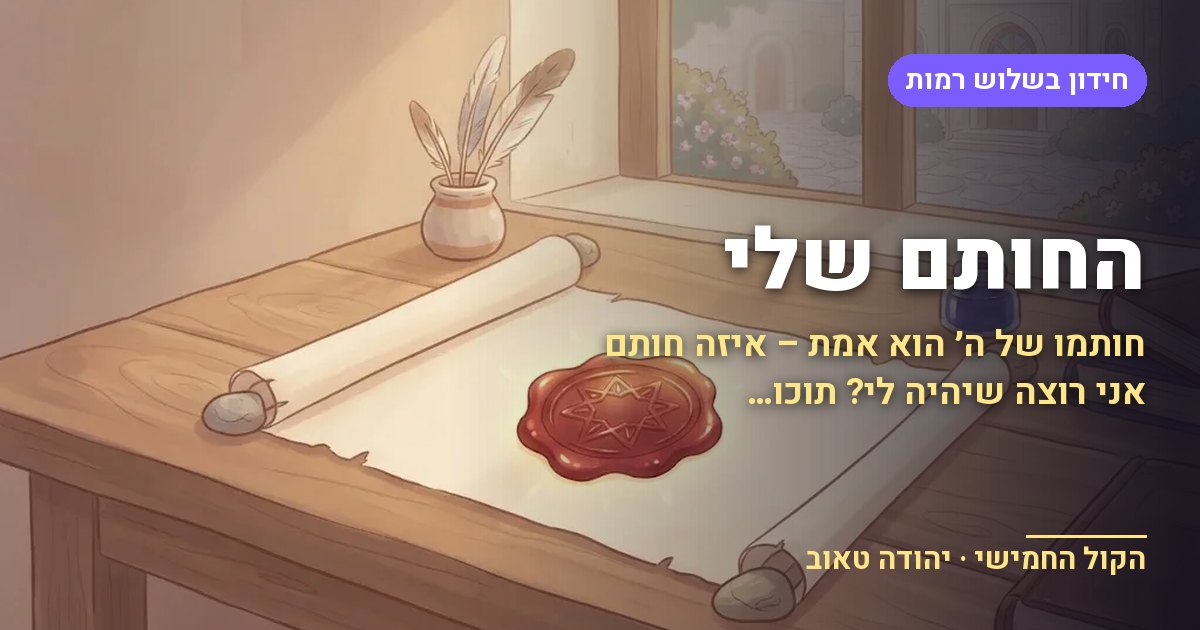 חידון בשלוש רמות
החותם שלי
חותמו של ה׳ הוא אמת – איזה חותם
אני רוצה שיהיה לי? תוכו...
הקול החמישי · יהודה טאוב